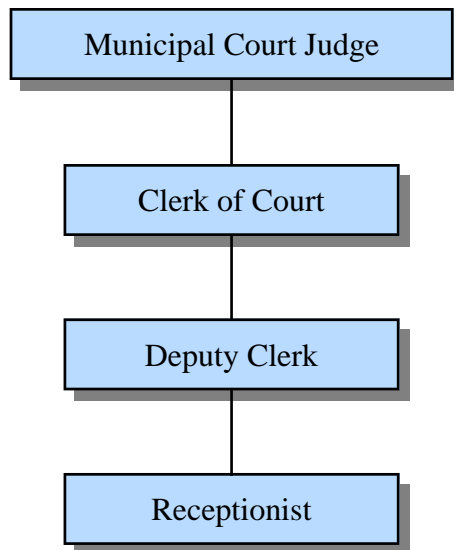 Municipal Court Judge
Clerk of Court
Deputy Clerk
Receptionist